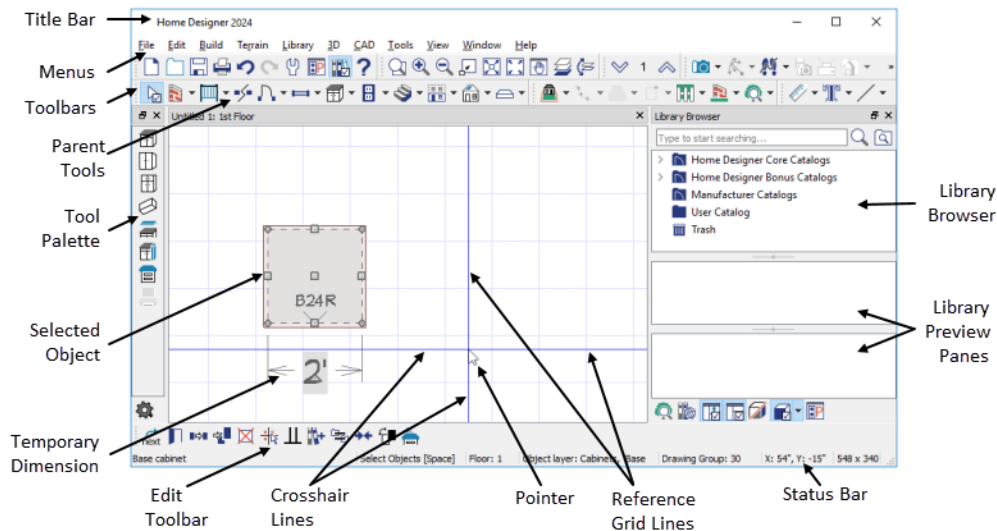 Title Bar
Home Designer 2024
File Edit Build Terrain Library 3D CAD Tools View Window Help
Menus
1
Toolbars
Untitled 1: 1st Floor
Library Browser
Parent
Tools
Type to start searching...
Home Designer Core Catalogs
Home Designer Bonus Catalogs
Manufacturer Catalogs
User Catalog
Trash
Library
Browser
Tool
Palette
B24R
Selected
Object
2'
Library
Preview
Panes
Temporary
Dimension
next
Base cabinet
Select Objects [Space]
Floor: 1
Object layer: Cabinets, Base
Drawing Group: 30
X: 54", Y: -15"
548 x 340
Edit
Toolbar
Crosshair
Lines
Pointer
Reference
Grid Lines
Status Bar